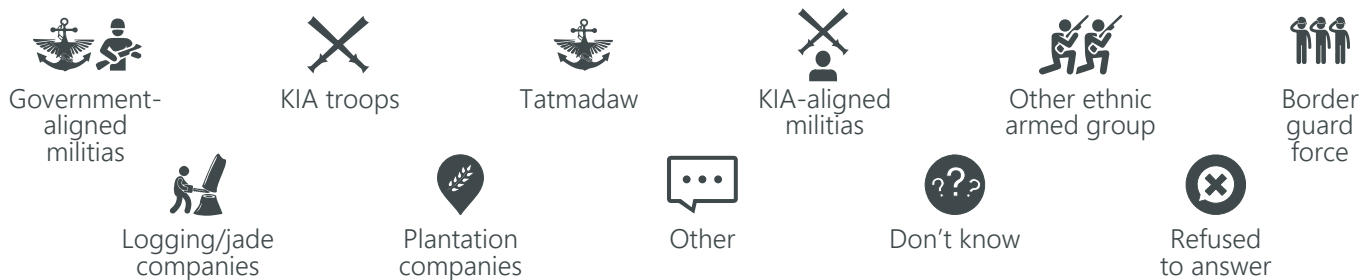 Government-
aligned
militias
KIA troops
Tatmadaw
KIA-aligned
militias
Other ethnic
armed group
Border
guard
force
Logging/jade
companies
Plantation
companies
Other
Don’t know
Refused
to answer